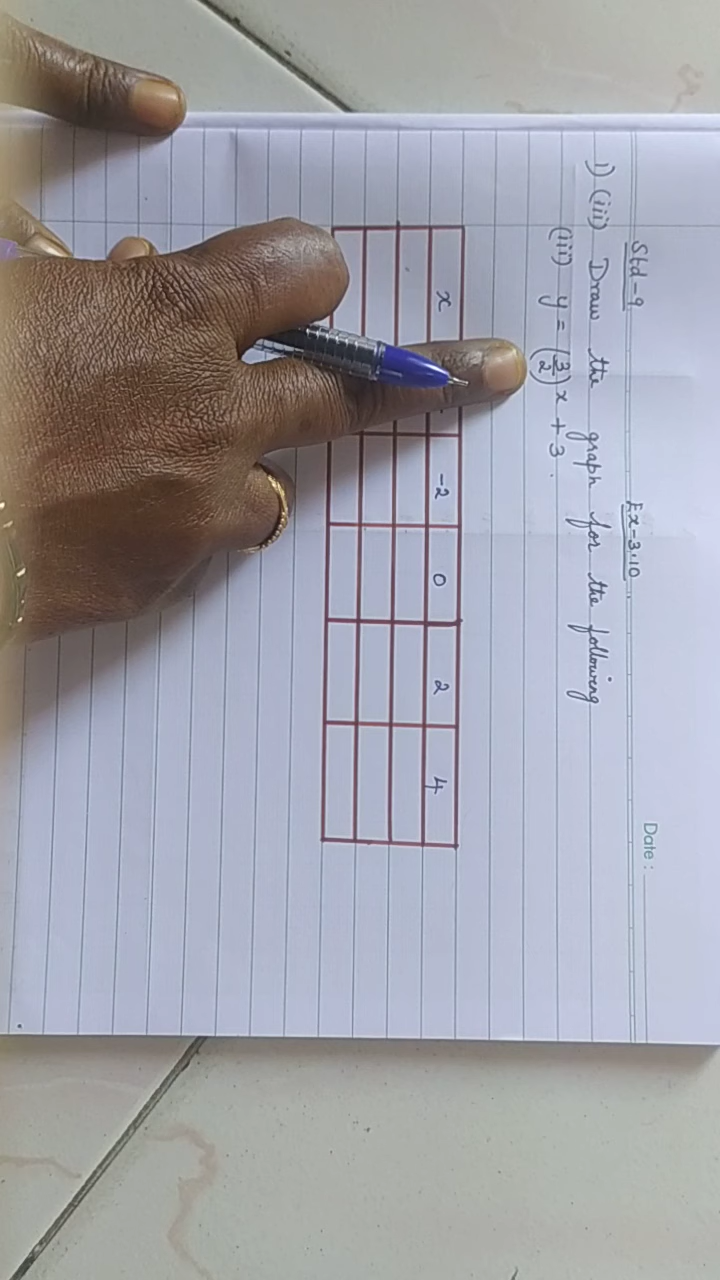 Date :
Std-9 Ex-3.10
1) (iii) Draw the graph for the following
(iii) y = (3/2)x + 3.
x -2 0 2 4